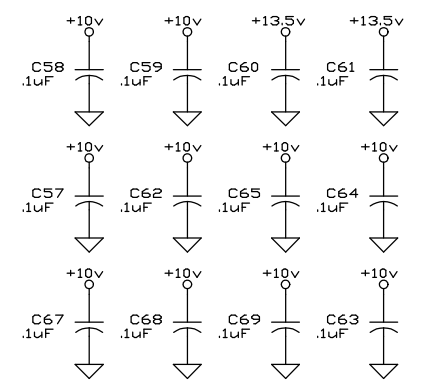 +10v +10v +13.5v +13.5v
C58 C59 C60 C61
.1uF .1uF .1uF .1uF
+10v +10v +10v +10v
C57 C62 C65 C64
.1uF .1uF .1uF .1uF
+10v +10v +10v +10v
C67 C68 C69 C63
.1uF .1uF .1uF .1uF